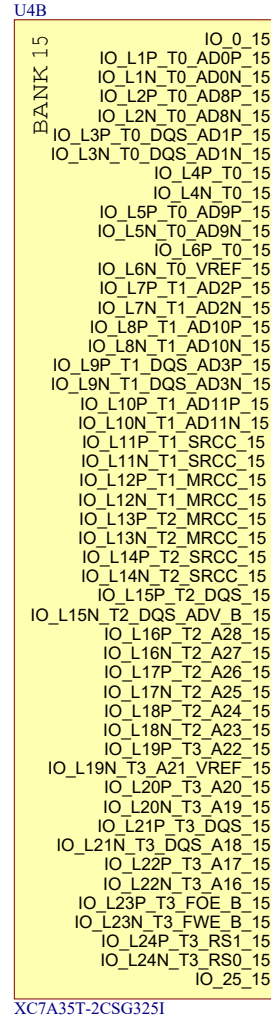 U4B
BANK 15
IO_0_15
IO_L1P_T0_AD0P_15
IO_L1N_T0_AD0N_15
IO_L2P_T0_AD8P_15
IO_L2N_T0_AD8N_15
IO_L3P_T0_DQS_AD1P_15
IO_L3N_T0_DQS_AD1N_15
IO_L4P_T0_15
IO_L4N_T0_15
IO_L5P_T0_AD9P_15
IO_L5N_T0_AD9N_15
IO_L6P_T0_15
IO_L6N_T0_VREF_15
IO_L7P_T1_AD2P_15
IO_L7N_T1_AD2N_15
IO_L8P_T1_AD10P_15
IO_L8N_T1_AD10N_15
IO_L9P_T1_DQS_AD3P_15
IO_L9N_T1_DQS_AD3N_15
IO_L10P_T1_AD11P_15
IO_L10N_T1_AD11N_15
IO_L11P_T1_SRCC_15
IO_L11N_T1_SRCC_15
IO_L12P_T1_MRCC_15
IO_L12N_T1_MRCC_15
IO_L13P_T2_MRCC_15
IO_L13N_T2_MRCC_15
IO_L14P_T2_SRCC_15
IO_L14N_T2_SRCC_15
IO_L15P_T2_DQS_15
IO_L15N_T2_DQS_ADV_B_15
IO_L16P_T2_A28_15
IO_L16N_T2_A27_15
IO_L17P_T2_A26_15
IO_L17N_T2_A25_15
IO_L18P_T2_A24_15
IO_L18N_T2_A23_15
IO_L19P_T3_A22_15
IO_L19N_T3_A21_VREF_15
IO_L20P_T3_A20_15
IO_L20N_T3_A19_15
IO_L21P_T3_DQS_15
IO_L21N_T3_DQS_A18_15
IO_L22P_T3_A17_15
IO_L22N_T3_A16_15
IO_L23P_T3_FOE_B_15
IO_L23N_T3_FWE_B_15
IO_L24P_T3_RS1_15
IO_L24N_T3_RS0_15
IO_25_15
XC7A35T-2CSG325I